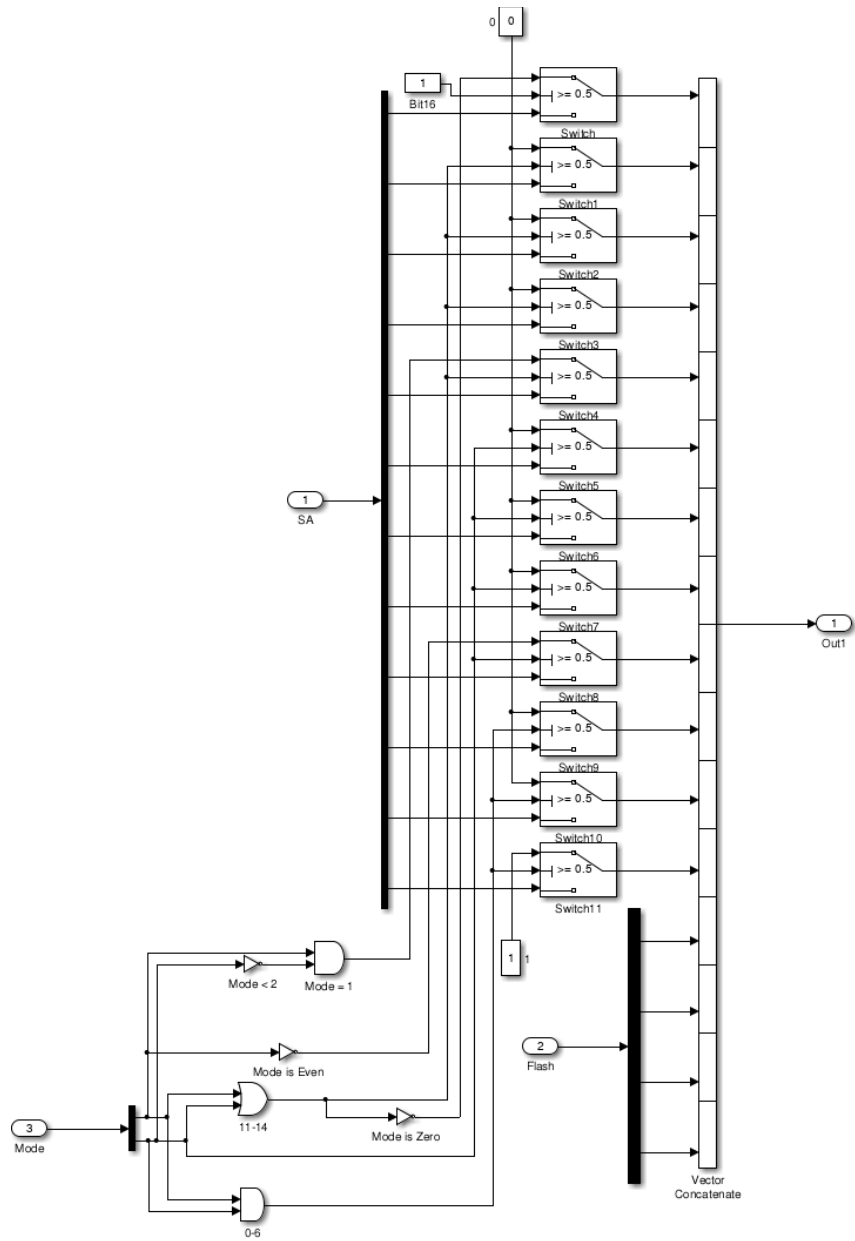 0 0
1
Bit16
>= 0.5
Switch
>= 0.5
Switch1
>= 0.5
Switch2
>= 0.5
Switch3
>= 0.5
Switch4
>= 0.5
Switch5
>= 0.5
Switch6
>= 0.5
Switch7
>= 0.5
Switch8
>= 0.5
Switch9
>= 0.5
Switch10
>= 0.5
Switch11
1
SA
1
Out1
1 1
Mode < 2
Mode = 1
2
Flash
Mode is Even
11-14
Mode is Zero
3
Mode
0-6
Vector
Concatenate